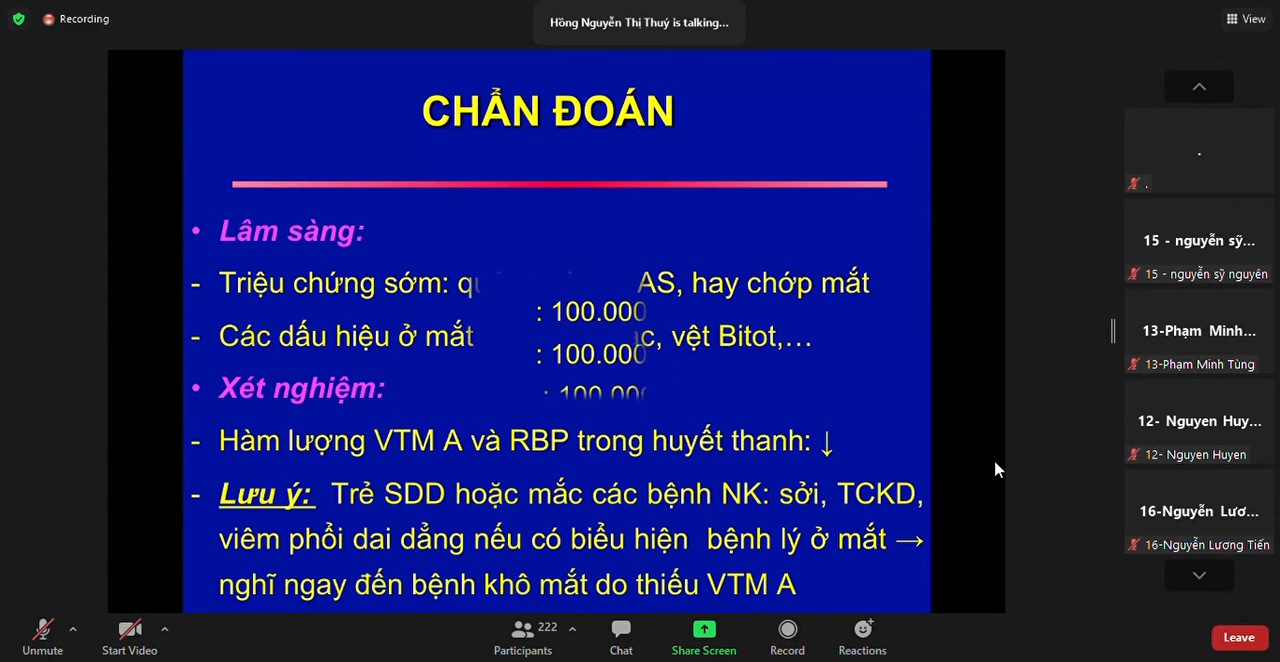 Recording
Hồng Nguyễn Thị Thuý is talking...
View
CHẨN ĐOÁN
• Lâm sàng:
- Triệu chứng sớm: AS, hay chớp mắt
: 100.000
- Các dấu hiệu ở mắt vệt Bitot,...
: 100.000
• Xét nghiệm:
: 100.000
- Hàm lượng VTM A và RBP trong huyết thanh: ↓
- Lưu ý: Trẻ SDD hoặc mắc các bệnh NK: sởi, TCKD,
viêm phổi dai dẳng nếu có biểu hiện bệnh lý ở mắt →
nghĩ ngay đến bệnh khô mắt do thiếu VTM A
.
.
15 - nguyễn sỹ...
15 - nguyễn sỹ nguyên
13-Phạm Minh...
13-Phạm Minh Tùng
12- Nguyen Huy...
12- Nguyen Huyen
16-Nguyễn Lươ...
16-Nguyễn Lương Tiến
Unmute
Start Video
222
Participants
Chat
Share Screen
Record
Reactions
Leave